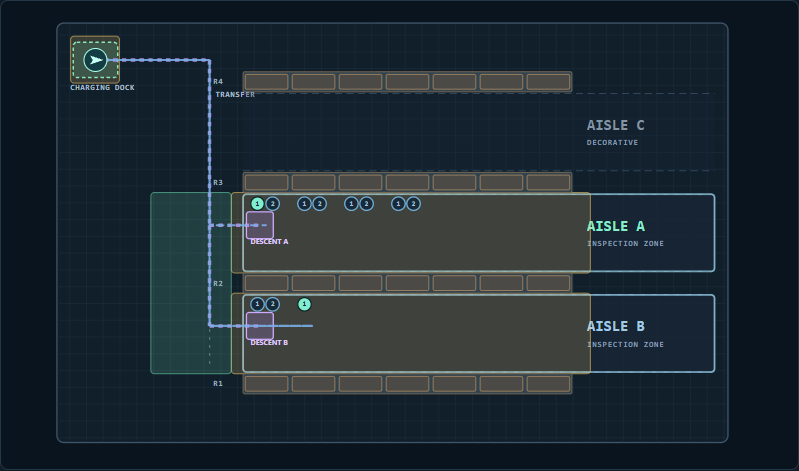 R4
CHARGING DOCK
TRANSFER
AISLE C
DECORATIVE
R3
1 2 1 2 1 2 1 2
AISLE A
DESCENT A
INSPECTION ZONE
R2
1 2 1
AISLE B
DESCENT B
INSPECTION ZONE
R1